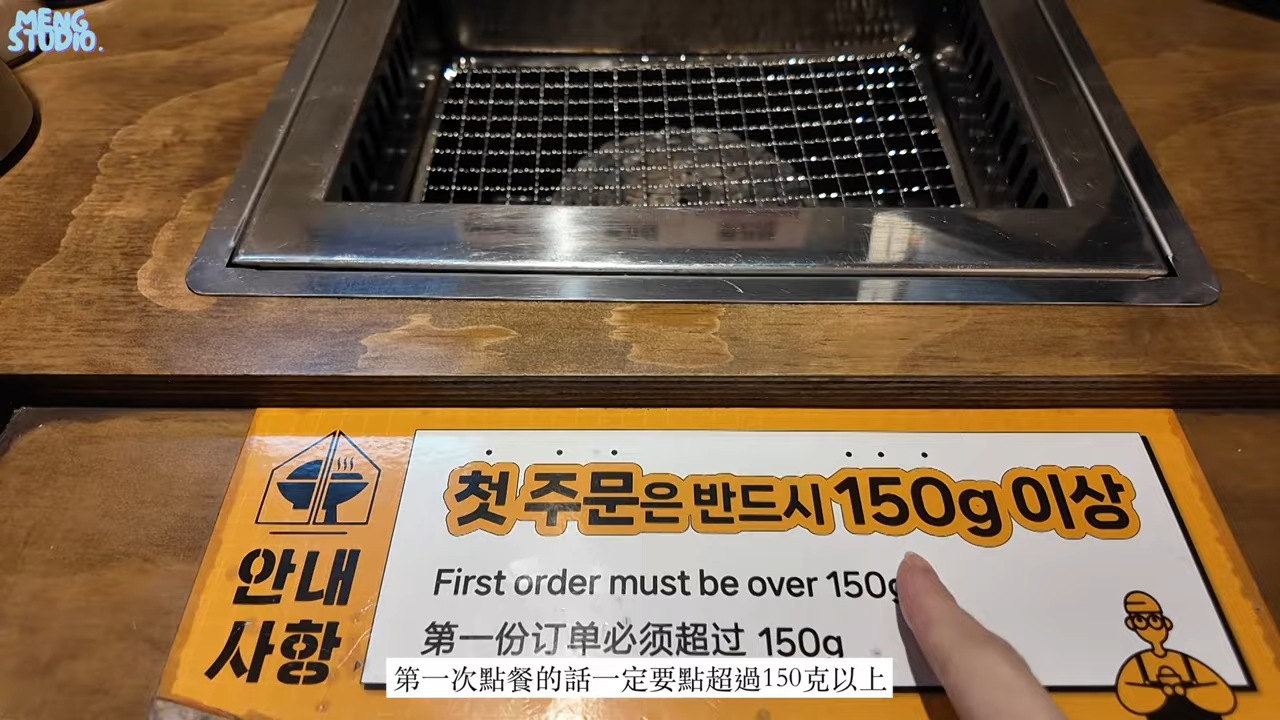 MENG
STUDIO.
첫 주문은 반드시 150g 이상
안내
사항
First order must be over 150g
第一份订单必须超过 150g
第一次點餐的話一定要點超過150克以上